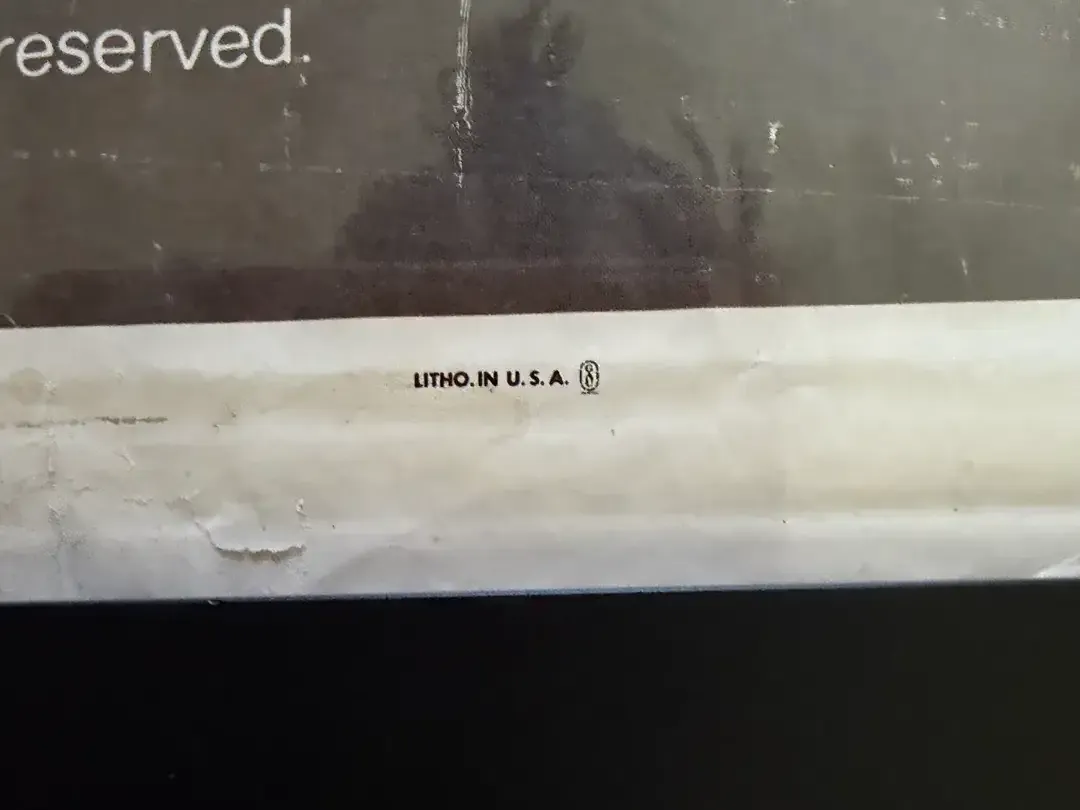 reserved.
LITHO. IN U. S. A.